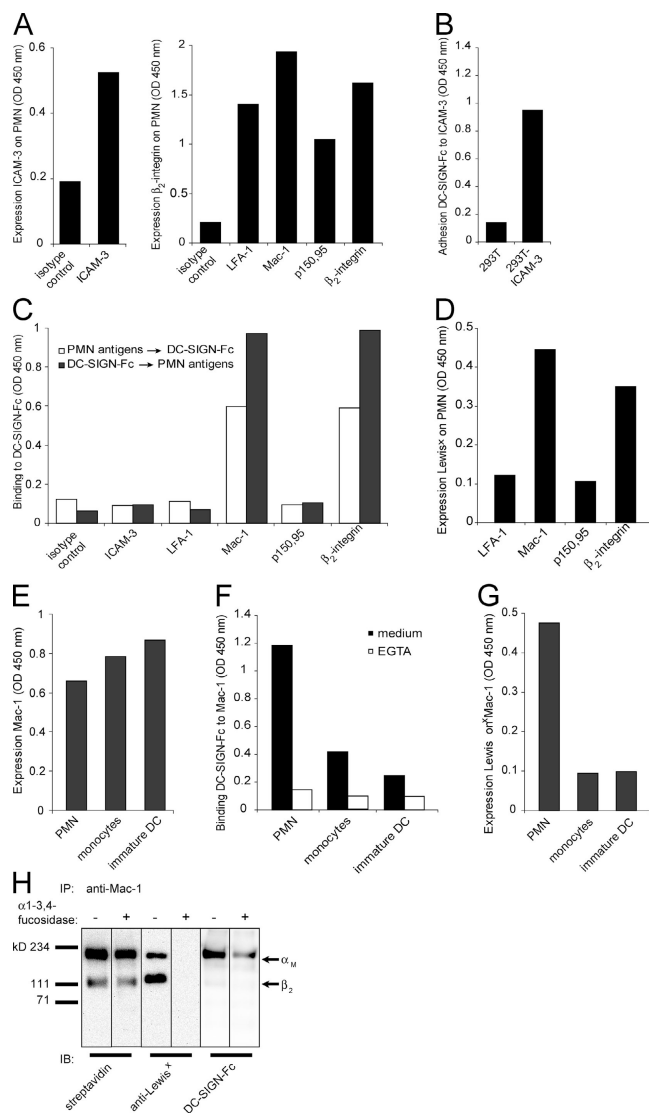 A
Expression ICAM-3 on PMN (OD 450 nm)
0.6
0.4
0.2
0
isotype control
ICAM-3
Expression β2-integrin on PMN (OD 450 nm)
2
1.5
1
0.5
0
isotype control
LFA-1
Mac-1
p150,95
β2-integrin
B
Adhesion DC-SIGN-Fc to ICAM-3 (OD 450 nm)
1.4
1.2
1
0.8
0.6
0.4
0.2
0
293T
293T-ICAM-3
C
Binding to DC-SIGN-Fc (OD 450 nm)
1
0.8
0.6
0.4
0.2
0
PMN antigens → DC-SIGN-Fc
DC-SIGN-Fc → PMN antigens
isotype control
ICAM-3
LFA-1
Mac-1
p150,95
β2-integrin
D
Expression Lewisx on PMN (OD 450 nm)
0.5
0.4
0.3
0.2
0.1
0
LFA-1
Mac-1
p150,95
β2-integrin
E
Expression Mac-1 (OD 450 nm)
1
0.8
0.6
0.4
0.2
0
PMN
monocytes
immature DC
F
Binding DC-SIGN-Fc to Mac-1 (OD 450 nm)
1.4
1.2
1
0.8
0.6
0.4
0.2
0
medium
EGTA
PMN
monocytes
immature DC
G
Expression Lewis onxMac-1 (OD 450 nm)
0.5
0.4
0.3
0.2
0.1
0
PMN
monocytes
immature DC
H
IP: anti-Mac-1
α1-3,4-fucosidase: - + - + - +
kD 234
111
71
αM
β2
IB:
streptavidin
anti-Lewisx
DC-SIGN-Fc